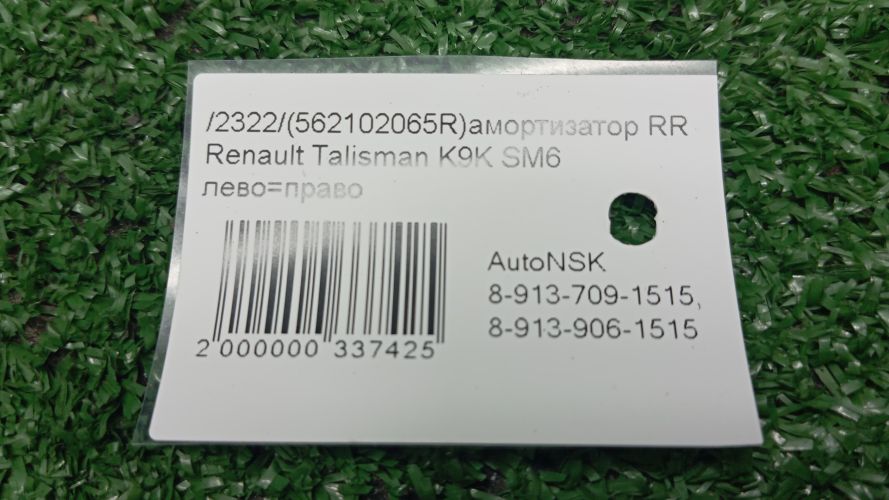 /2322/(562102065R)амортизатор RR
Renault Talisman K9K SM6
лево=право
AutoNSK
8-913-709-1515,
8-913-906-1515
2 000000 337425